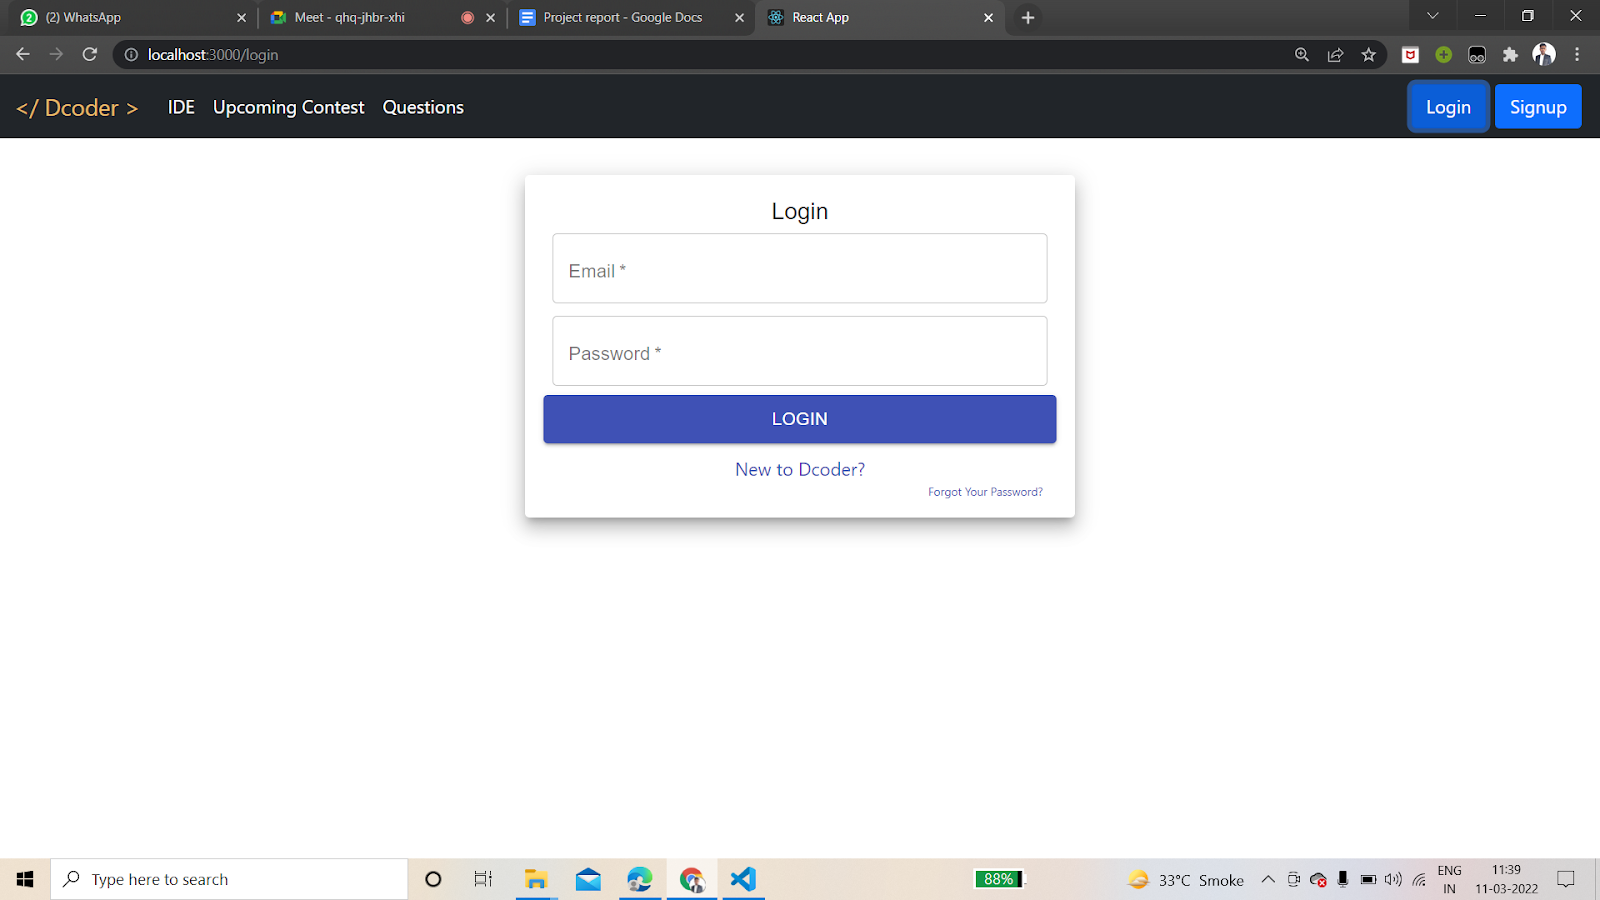 (2) WhatsApp
Meet - qhq-jhbr-xhi
Project report - Google Docs
React App
localhost:3000/login
</ Dcoder >
IDE
Upcoming Contest
Questions
Login
Signup
Login
Email *
Password *
LOGIN
New to Dcoder?
Forgot Your Password?
Type here to search
88%
33°C Smoke
ENG
IN
11:39
11-03-2022